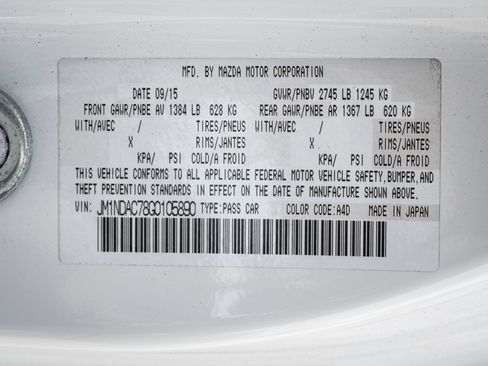 MFD. BY MAZDA MOTOR CORPORATION
DATE 09/15 GVWR/PNBV 2745 LB 1245 KG
FRONT GAWR/PNBE AV 1384 LB 628 KG REAR GAWR/PNBE AR 1367 LB 620 KG
WITH/AVEC / TIRES/PNEUS WITH/AVEC / TIRES/PNEUS
X RIMS/JANTES X RIMS/JANTES
KPA/ PSI COLD/A FROID KPA/ PSI COLD/A FROID
THIS VEHICLE CONFORMS TO ALL APPLICABLE FEDERAL MOTOR VEHICLE SAFETY,BUMPER,AND
THEFT PREVENTION STANDARDS IN EFFECT ON THE DATE OF MANUFACTURE SHOWN ABOVE.
VIN: JM1NDAC78G0105890 TYPE:PASS CAR COLOR CODE:A4D MADE IN JAPAN